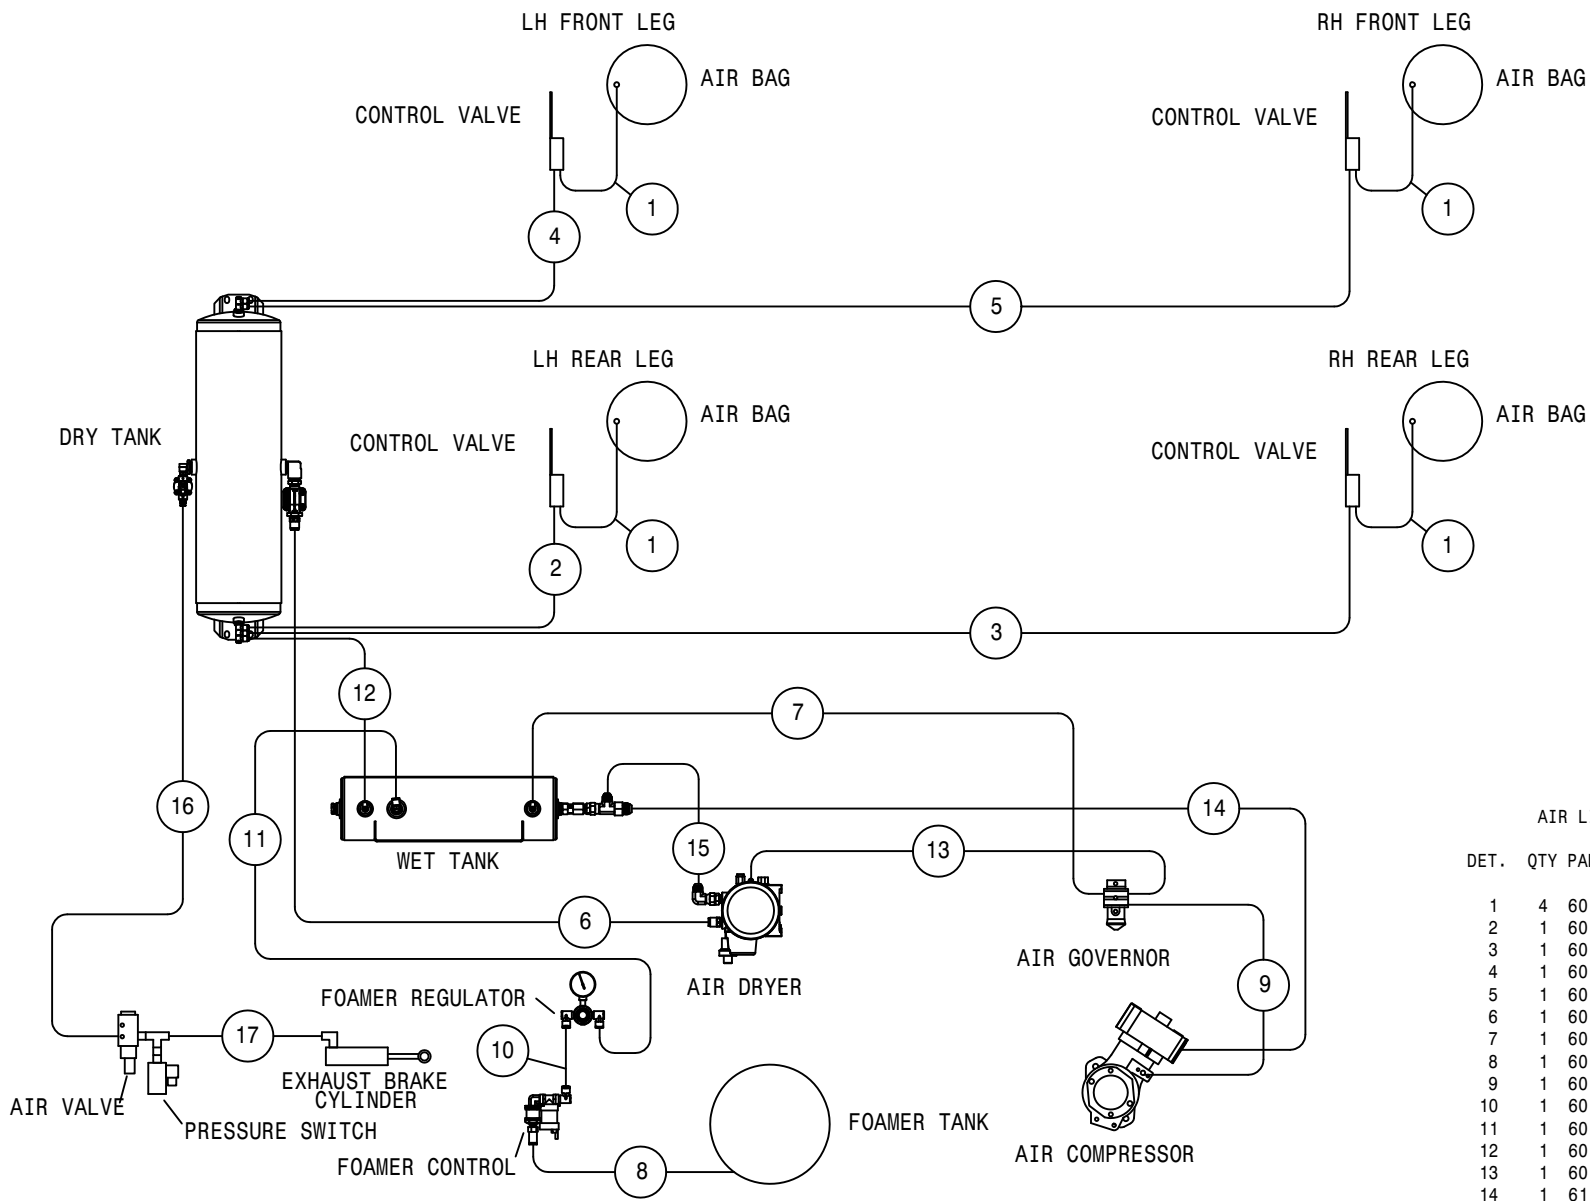 LH FRONT LEG
RH FRONT LEG
AIR BAG
AIR BAG
CONTROL VALVE
CONTROL VALVE
1
1
4
5
LH REAR LEG
RH REAR LEG
AIR BAG
AIR BAG
DRY TANK
CONTROL VALVE
CONTROL VALVE
1
1
2
3
12
7
16
11
14
WET TANK
15
13
6
AIR GOVERNOR
AIR DRYER
9
FOAMER REGULATOR
17
10
EXHAUST BRAKE
CYLINDER
AIR VALVE
PRESSURE SWITCH
FOAMER TANK
FOAMER CONTROL
8
AIR COMPRESSOR
AIR L
DET. QTY PA
1 4 60
2 1 60
3 1 60
4 1 60
5 1 60
6 1 60
7 1 60
8 1 60
9 1 60
10 1 60
11 1 60
12 1 60
13 1 60
14 1 61